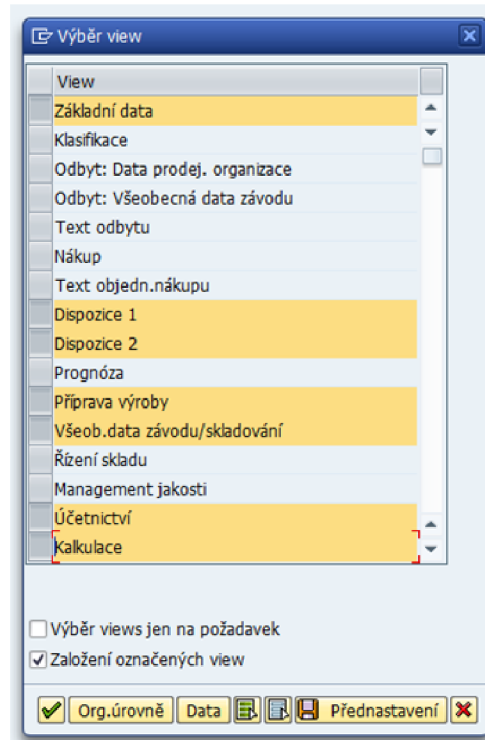 Výběr view
View
Základní data
Klasifikace
Odbyt: Data prodej. organizace
Odbyt: Všeobecná data závodu
Text odbytu
Nákup
Text objedn.nákupu
Dispozice 1
Dispozice 2
Prognóza
Příprava výroby
Všeob.data závodu/skladování
Řízení skladu
Management jakosti
Účetnictví
Kalkulace
Výběr views jen na požadavek
Založení označených view
Org.úrovně Data Přednastavení